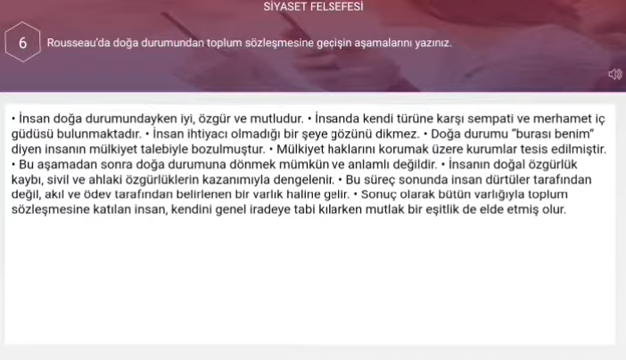 SİYASET FELSEFESİ
6
Rousseau'da doğa durumundan toplum sözleşmesine geçişin aşamalarını yazınız.
• İnsan doğa durumundayken iyi, özgür ve mutludur. • İnsanda kendi türüne karşı sempati ve merhamet iç
güdüsü bulunmaktadır. • İnsan ihtiyacı olmadığı bir şeye gözünü dikmez. • Doğa durumu "burası benim"
diyen insanın mülkiyet talebiyle bozulmuştur. • Mülkiyet haklarını korumak üzere kurumlar tesis edilmiştir.
• Bu aşamadan sonra doğa durumuna dönmek mümkün ve anlamlı değildir. • İnsanın doğal özgürlük
kaybı, sivil ve ahlaki özgürlüklerin kazanımıyla dengelenir. • Bu süreç sonunda insan dürtüler tarafından
değil, akıl ve ödev tarafından belirlenen bir varlık haline gelir. • Sonuç olarak bütün varlığıyla toplum
sözleşmesine katılan insan, kendini genel iradeye tabi kılarken mutlak bir eşitlik de elde etmiş olur.